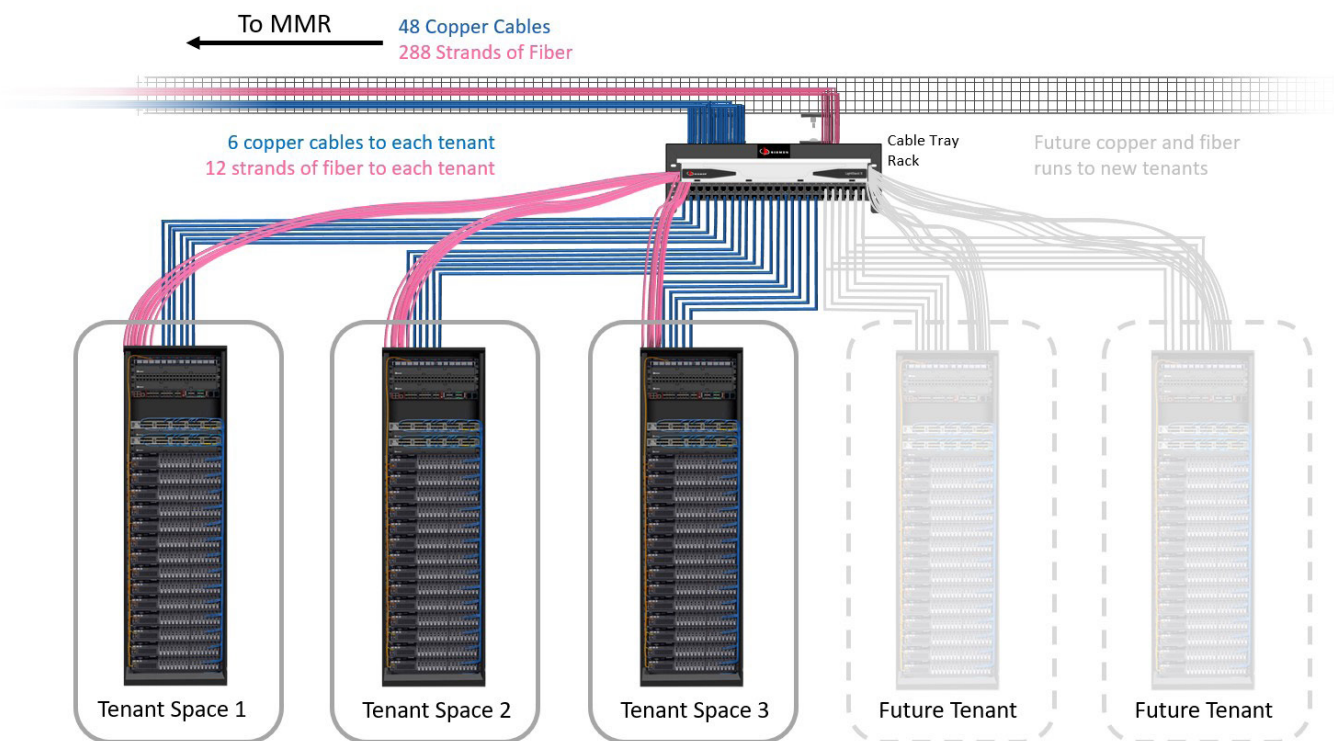 To MMR
48 Copper Cables
288 Strands of Fiber
6 copper cables to each tenant
12 strands of fiber to each tenant
Cable Tray
Rack
Future copper and fiber
runs to new tenants
Tenant Space 1
Tenant Space 2
Tenant Space 3
Future Tenant
Future Tenant